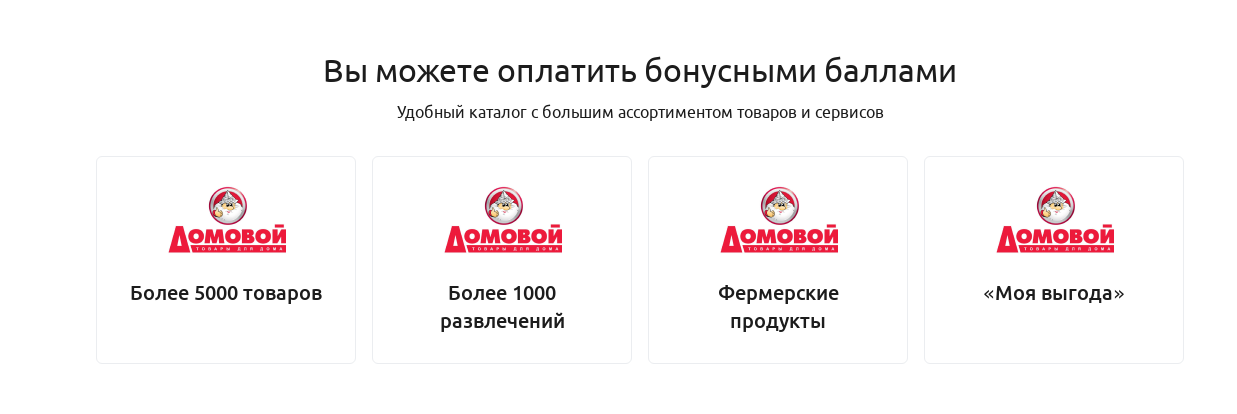 Вы можете оплатить бонусными баллами
Удобный каталог с большим ассортиментом товаров и сервисов
ДОМОВОЙ
ТОВАРЫ ДЛЯ ДОМА
Более 5000 товаров
ДОМОВОЙ
ТОВАРЫ ДЛЯ ДОМА
Более 1000
развлечений
ДОМОВОЙ
ТОВАРЫ ДЛЯ ДОМА
Фермерские
продукты
ДОМОВОЙ
ТОВАРЫ ДЛЯ ДОМА
«Моя выгода»